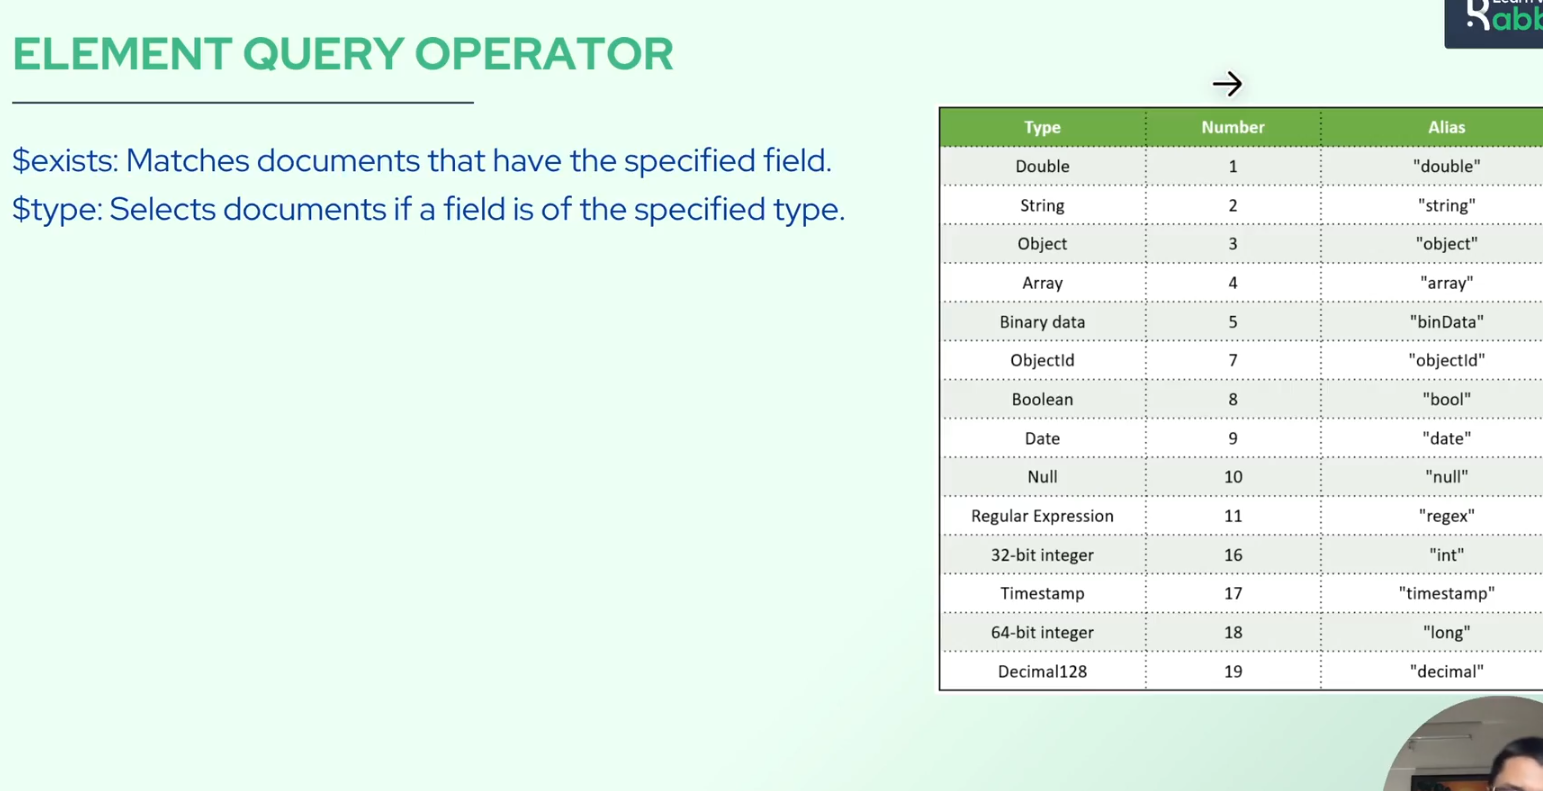 ELEMENT QUERY OPERATOR
$exists: Matches documents that have the specified field.
$type: Selects documents if a field is of the specified type.
→
Type Number Alias
Double 1 "double"
String 2 "string"
Object 3 "object"
Array 4 "array"
Binary data 5 "binData"
ObjectId 7 "objectId"
Boolean 8 "bool"
Date 9 "date"
Null 10 "null"
Regular Expression 11 "regex"
32-bit integer 16 "int"
Timestamp 17 "timestamp"
64-bit integer 18 "long"
Decimal128 19 "decimal"